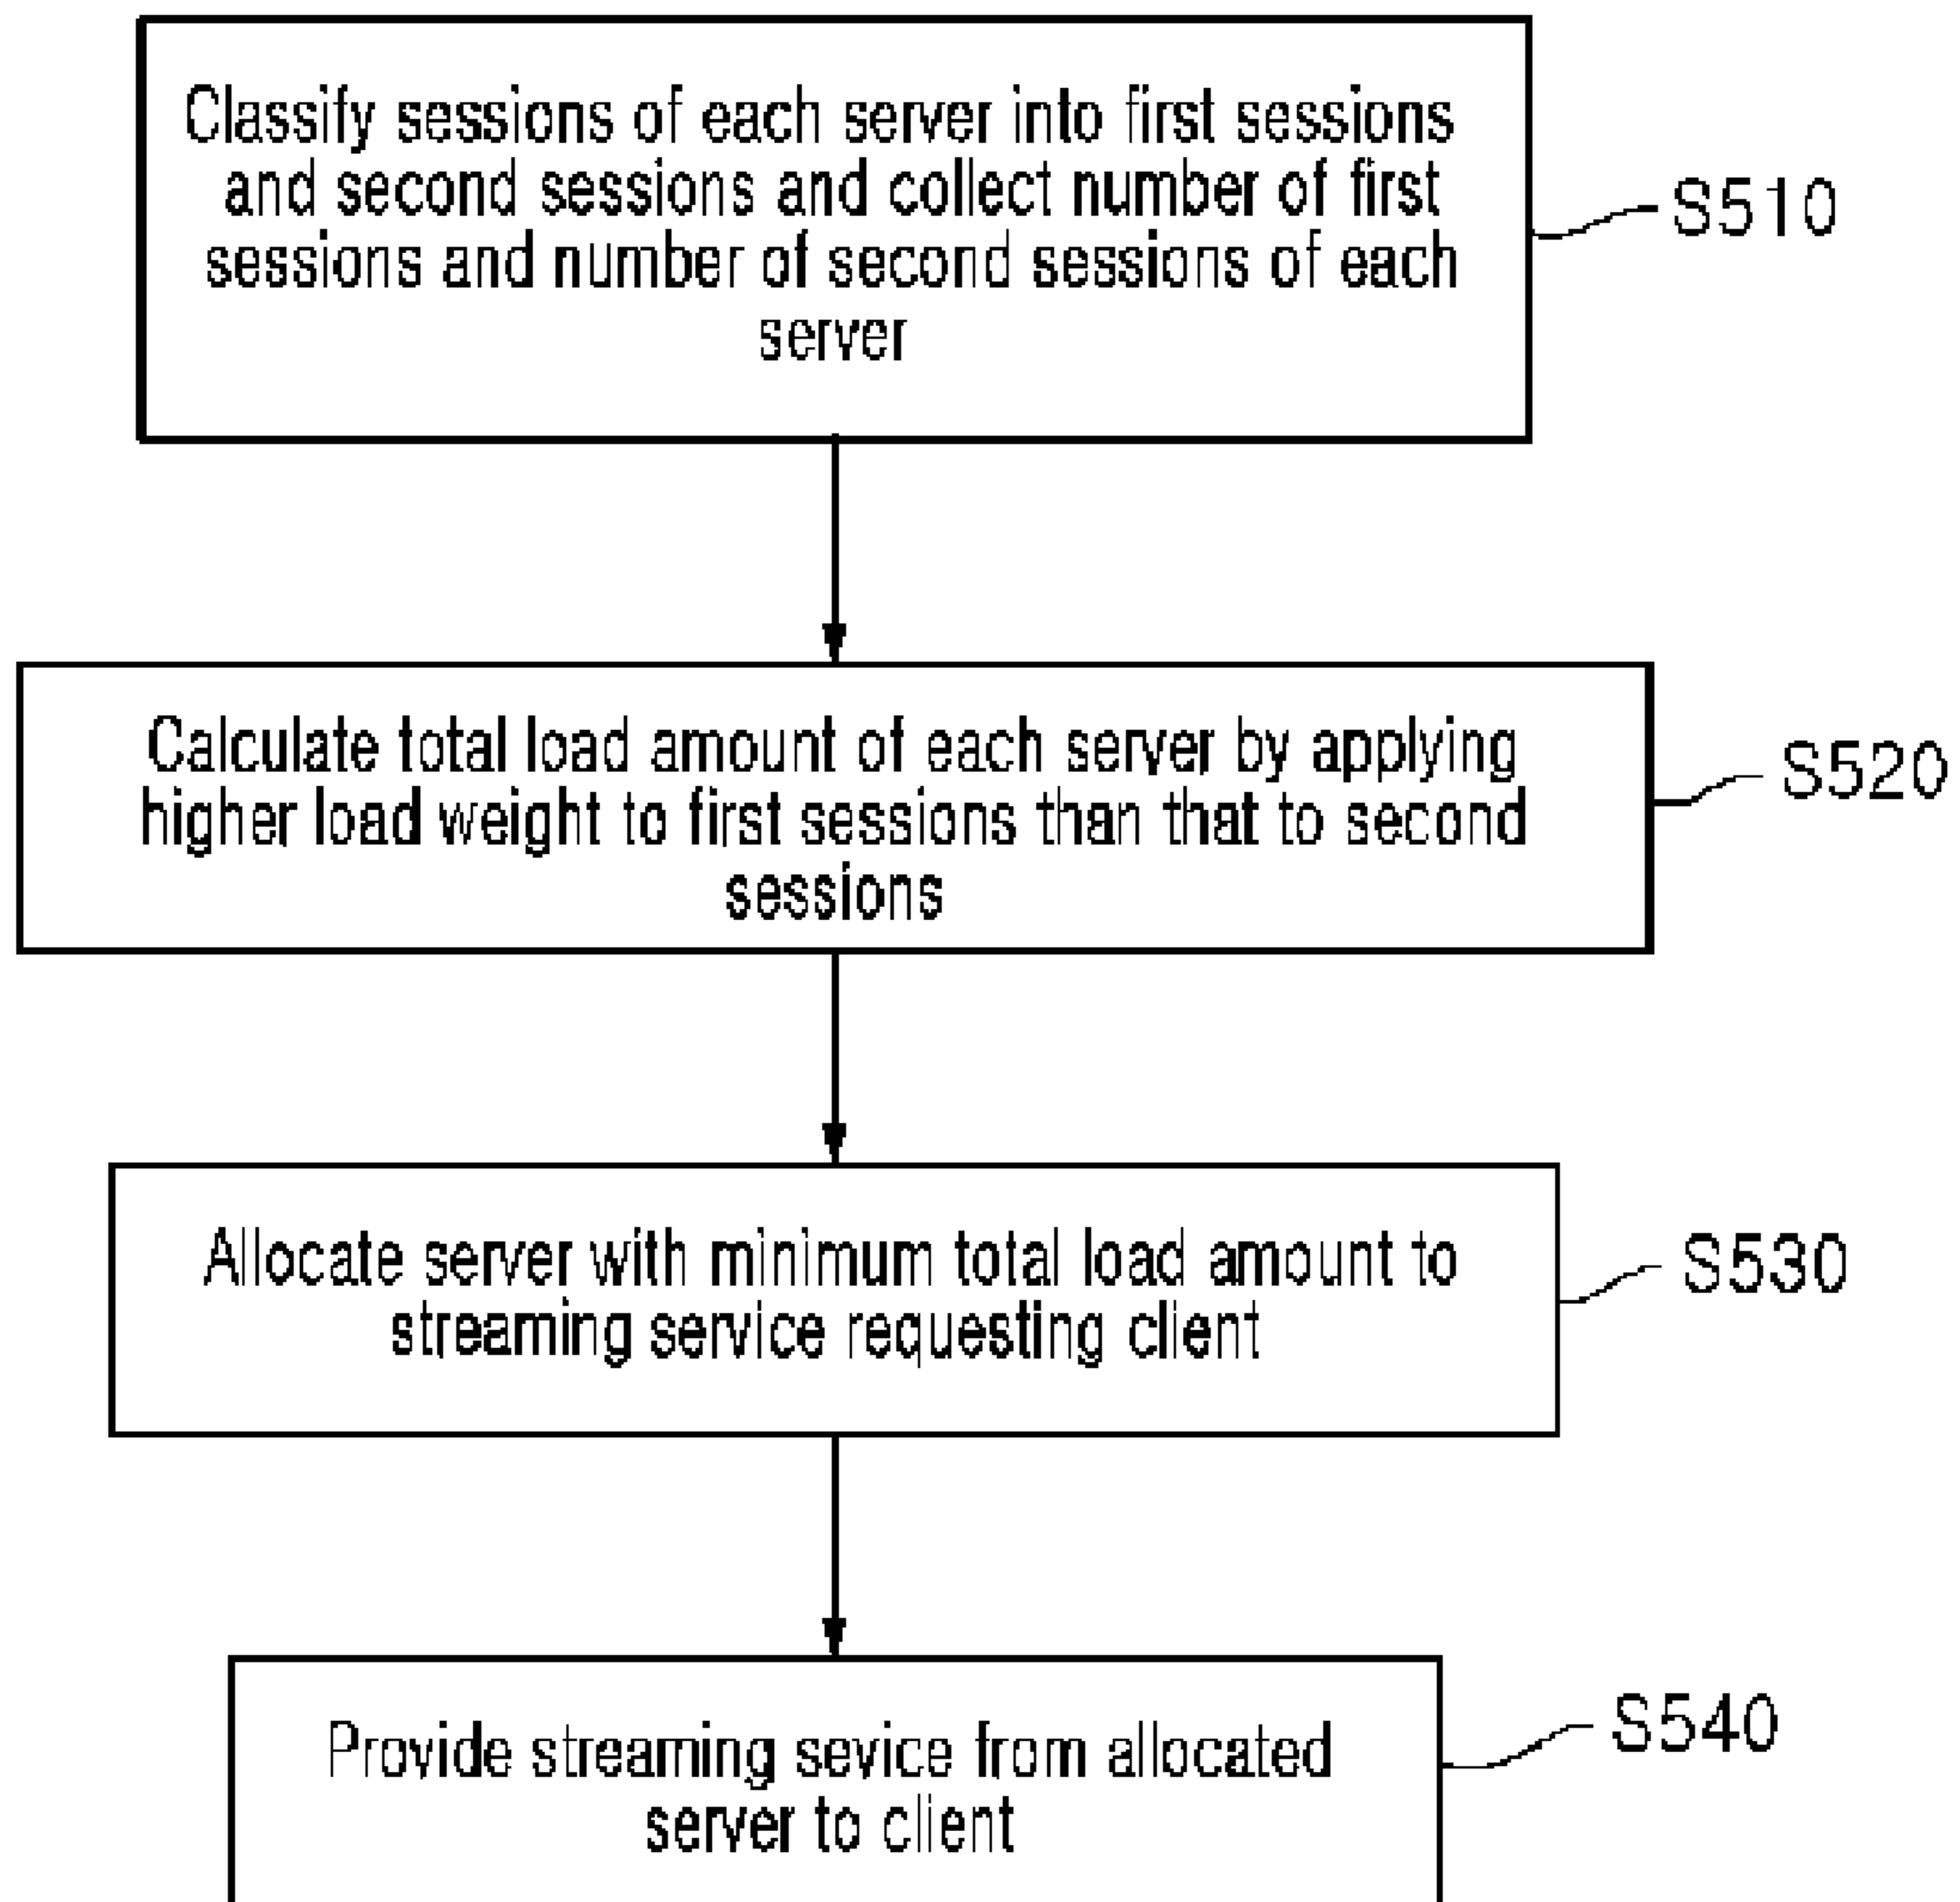 Classify sessions of each server into first sessions
and second sessions and collect number of first
sessions and number of second sessions of each
server
S510
Calculate total load amount of each server by applying
higher load weight to first sessions than that to second
sessions
S520
Allocate server with minimum total load amount to
streaming service requesting client
S530
Provide streaming sevice from allocated
server to client
S540